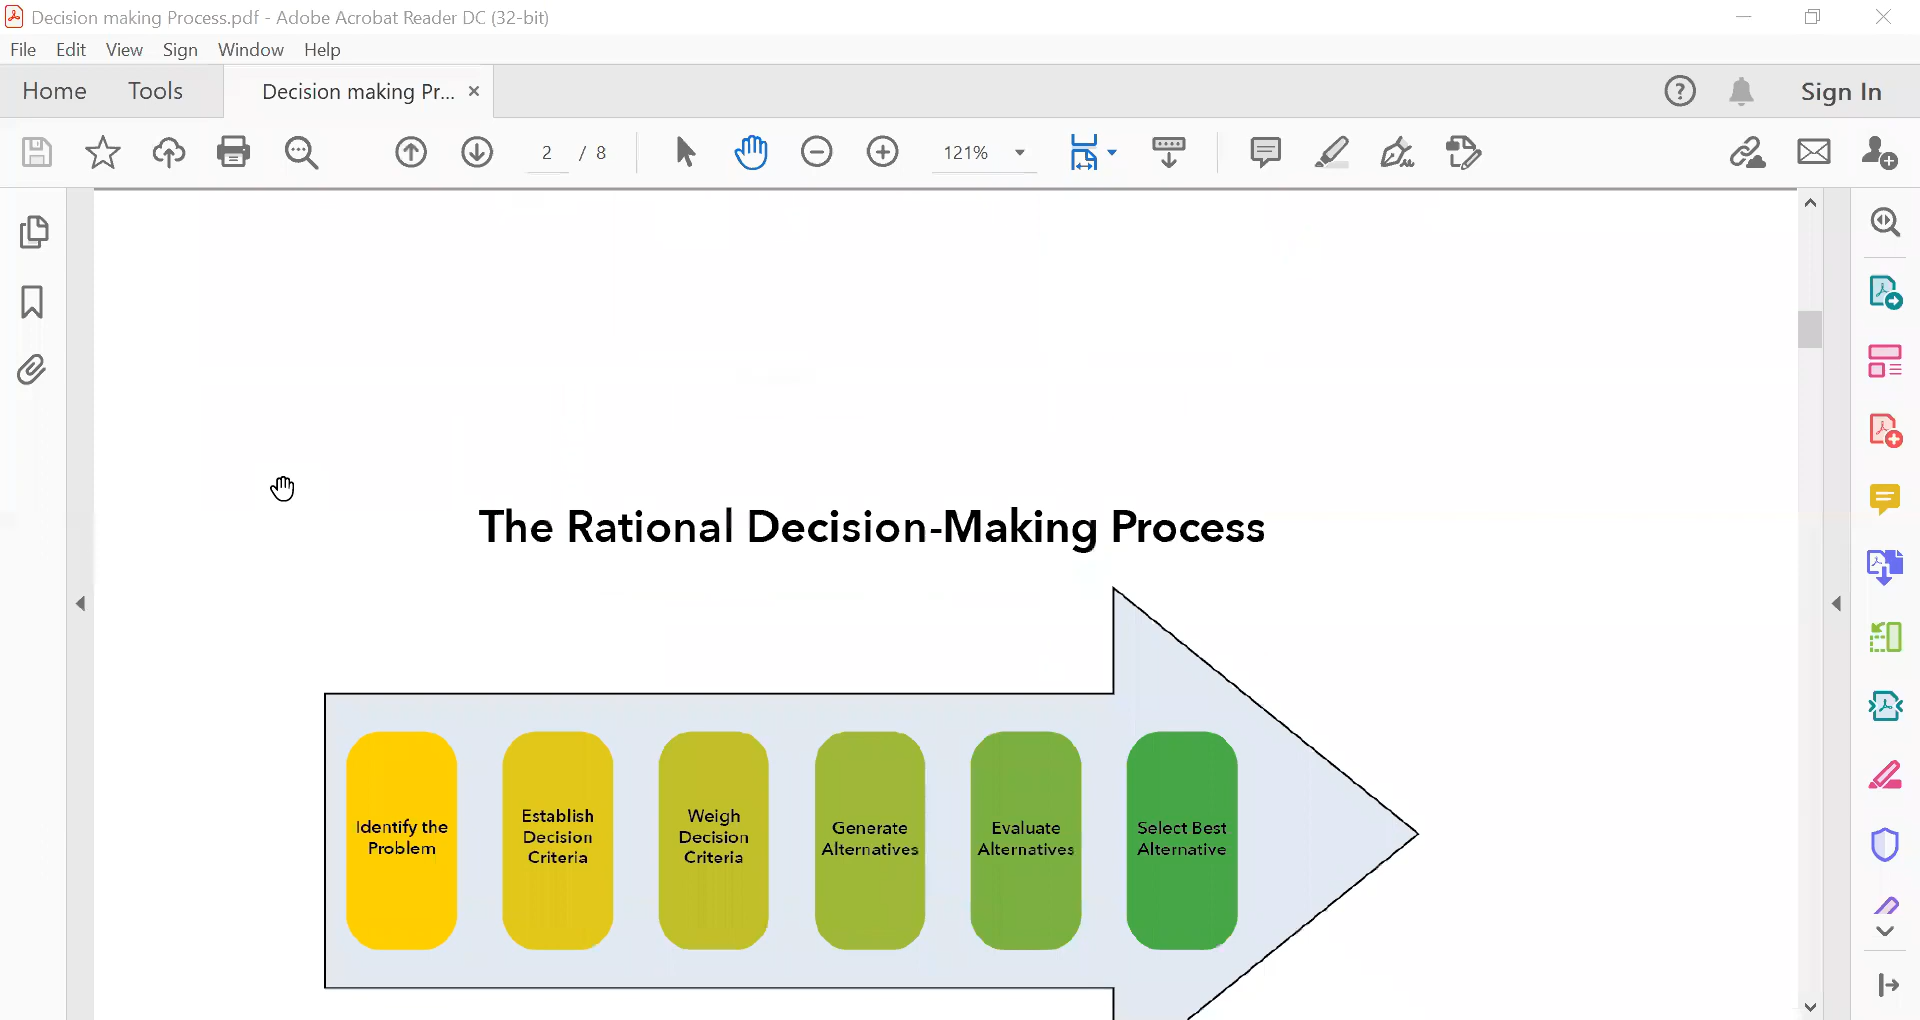 Decision making Process.pdf - Adobe Acrobat Reader DC (32-bit)
File Edit View Sign Window Help
Home Tools Decision making Pr... × ? Sign In
2 / 8 121%
The Rational Decision-Making Process
Identify the
Problem
Establish
Decision
Criteria
Weigh
Decision
Criteria
Generate
Alternatives
Evaluate
Alternatives
Select Best
Alternative